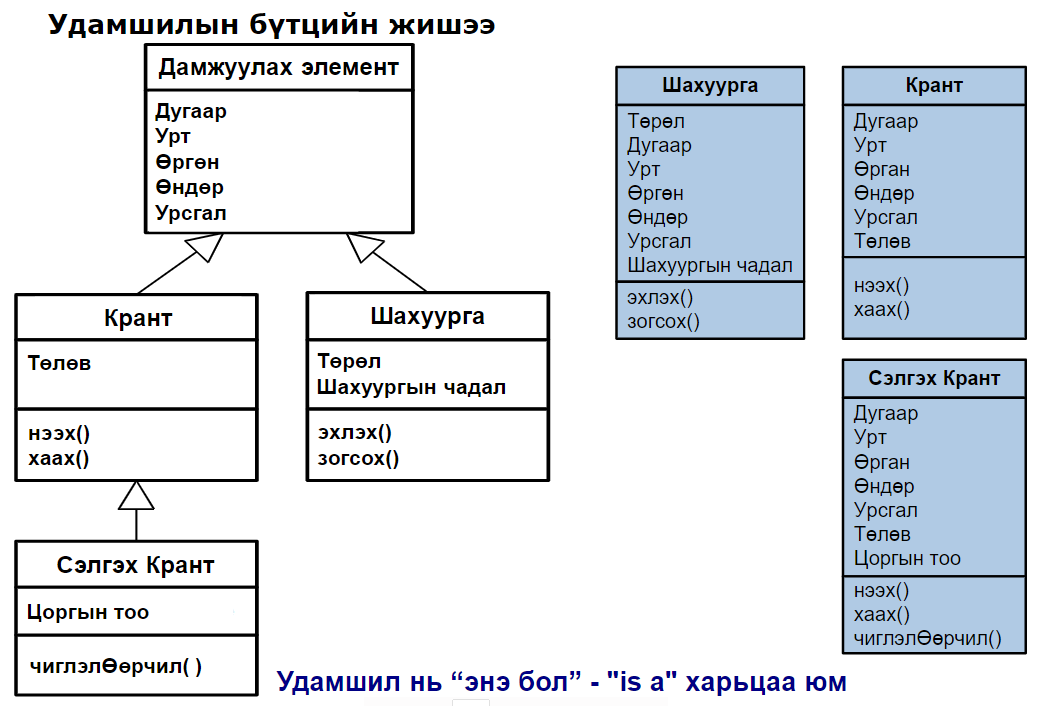 Удамшилын бүтцийн жишээ
Дамжуулах элемент
Дугаар
Урт
Өргөн
Өндөр
Урсгал
Крант
Төлөв
нээх()
хаах()
Шахуурга
Төрөл
Шахуургын чадал
эхлэх()
зогсох()
Сэлгэх Крант
Цоргын тоо
чиглэлӨөрчил( )
Шахуурга
Төрөл
Дугаар
Урт
Өргөн
Өндөр
Урсгал
Шахуургын чадал
эхлэх()
зогсох()
Крант
Дугаар
Урт
Өрган
Өндөр
Урсгал
Төлөв
нээх()
хаах()
Сэлгэх Крант
Дугаар
Урт
Өрган
Өндөр
Урсгал
Төлөв
Цоргын тоо
нээх()
хаах()
чиглэлӨөрчил()
Удамшил нь “энэ бол” - "is a" харьцаа юм